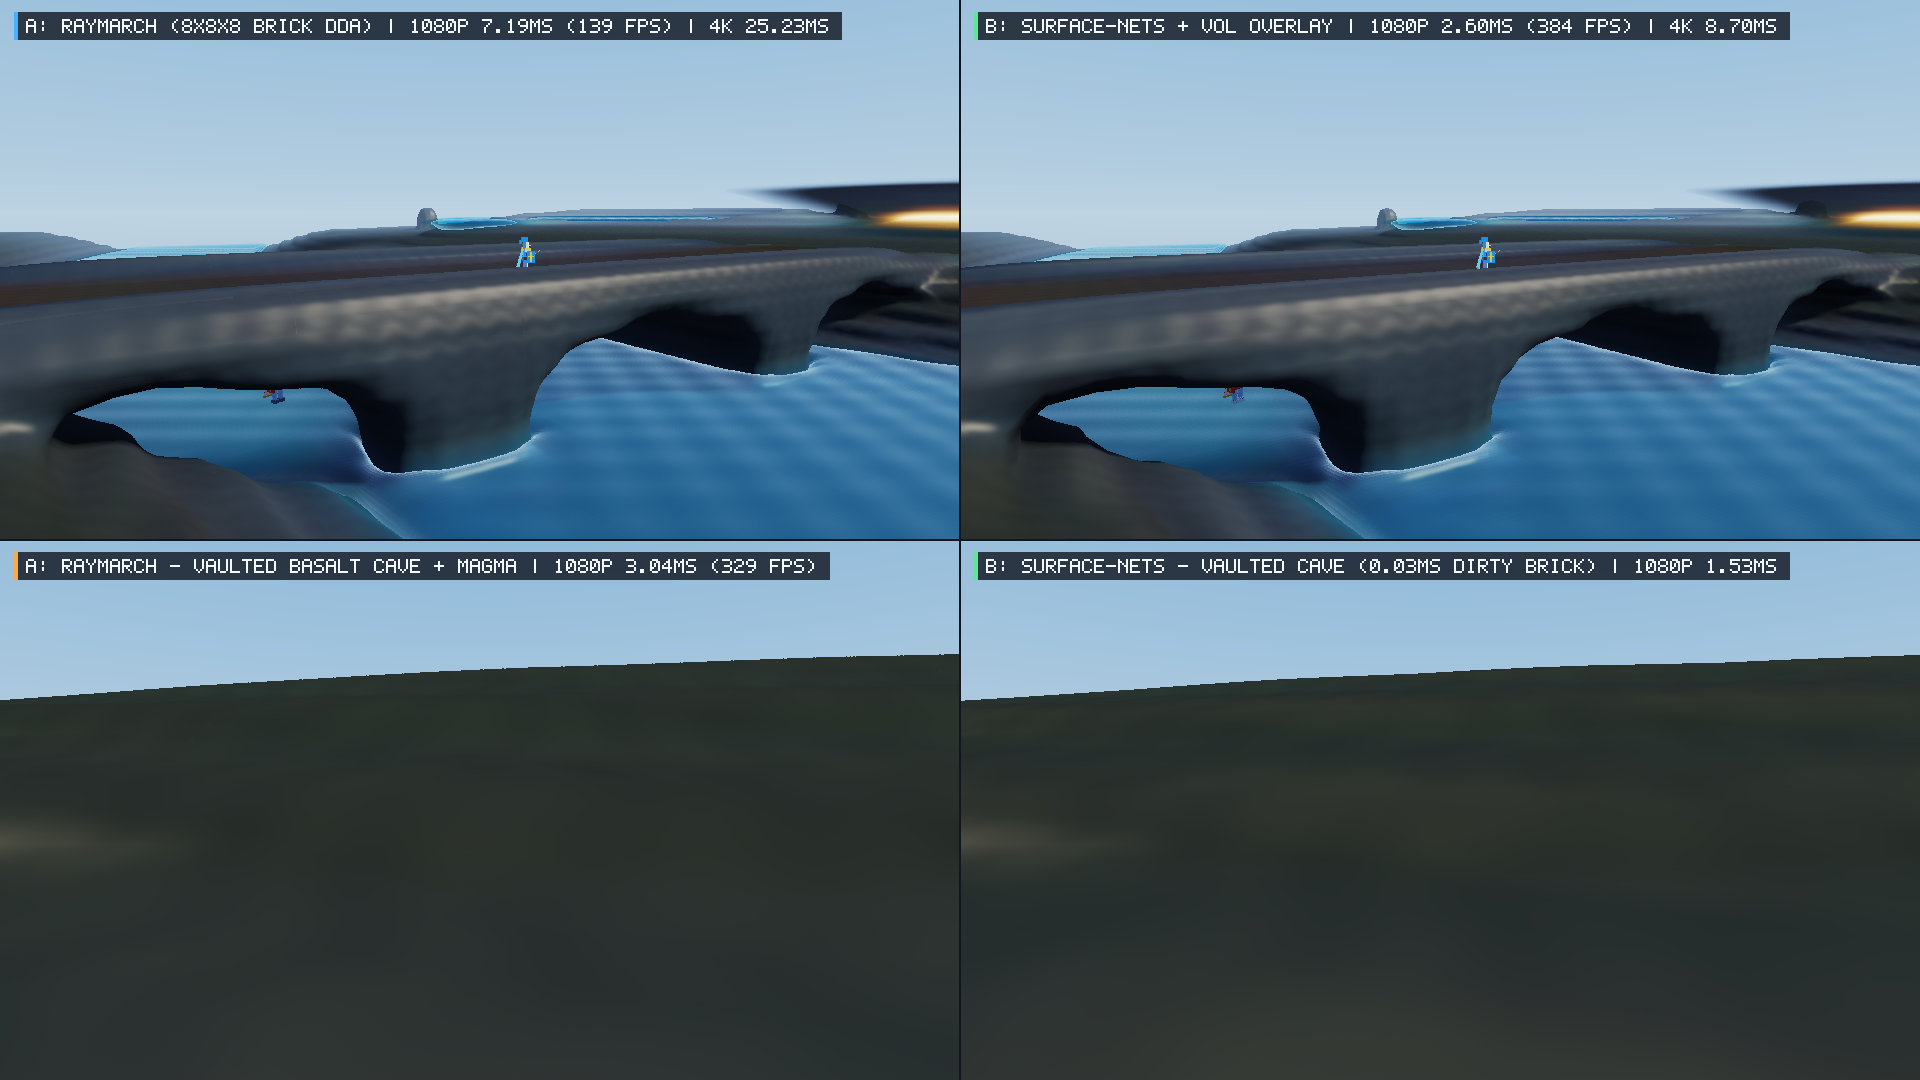 A: RAYMARCH (8X8X8 BRICK DDA) | 1080P 7.19MS (139 FPS) | 4K 25.23MS
B: SURFACE-NETS + VOL OVERLAY | 1080P 2.60MS (384 FPS) | 4K 8.70MS
A: RAYMARCH - VAULTED BASALT CAVE + MAGMA | 1080P 3.04MS (329 FPS)
B: SURFACE-NETS - VAULTED CAVE (0.03MS DIRTY BRICK) | 1080P 1.53MS